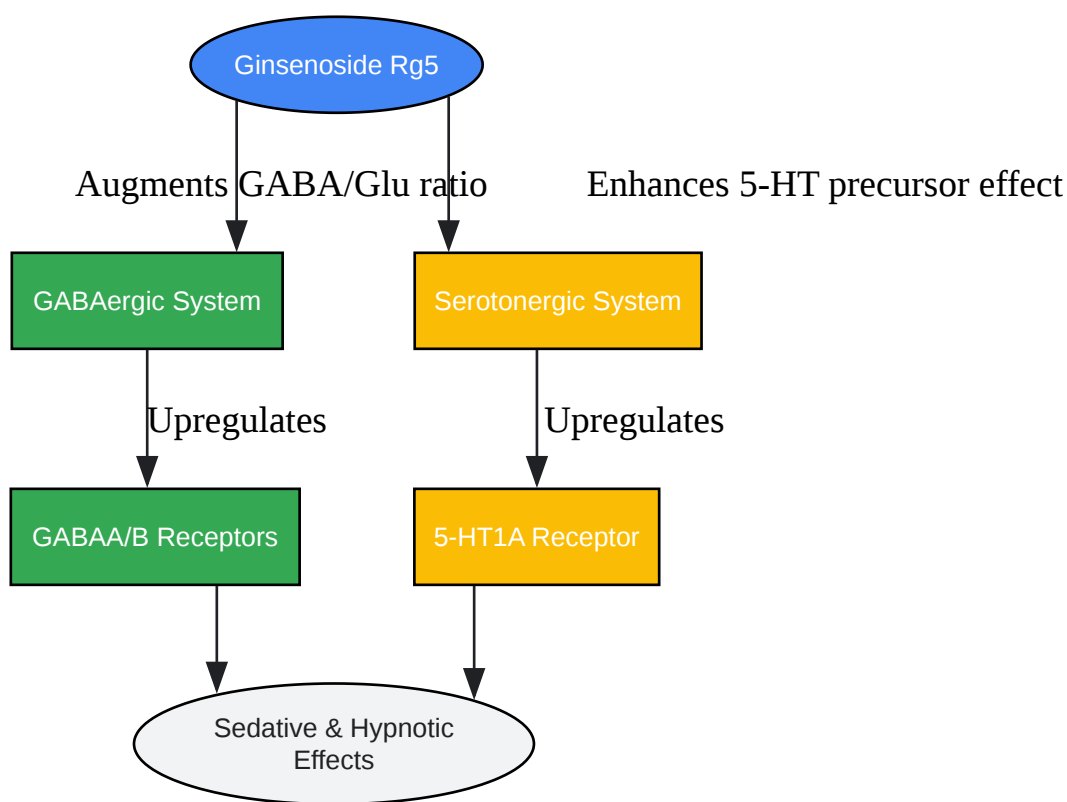 Ginsenoside Rg5
Augments GABA/Glu ratio
Enhances 5-HT precursor effect
GABAergic System
Serotonergic System
Upregulates
Upregulates
GABAA/B Receptors
5-HT1A Receptor
Sedative & Hypnotic
Effects